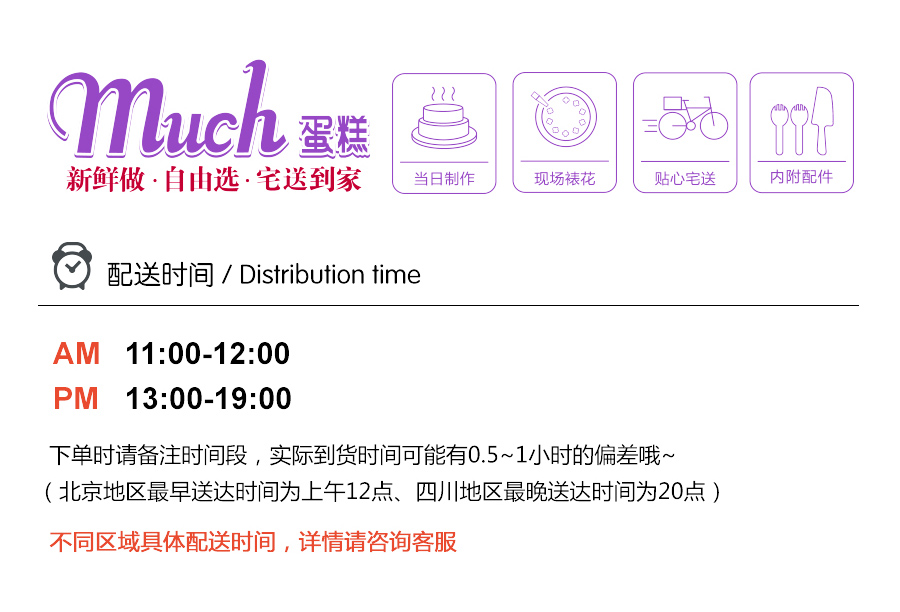 Much 蛋糕
新鲜做·自由选·宅送到家
当日制作
现场裱花
贴心宅送
内附配件
配送时间 / Distribution time
AM 11:00-12:00
PM 13:00-19:00
下单时请备注时间段，实际到货时间可能有0.5~1小时的偏差哦~
（北京地区最早送达时间为上午12点、四川地区最晚送达时间为20点）
不同区域具体配送时间，详情请咨询客服